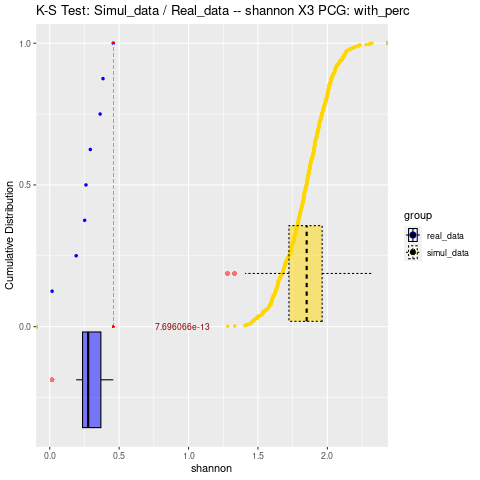 K-S Test: Simul_data / Real_data -- shannon X3 PCG: with_perc
1.0
0.5
0.0
Cumulative Distribution
7.696066e-13
group
real_data
simul_data
0.0
0.5
1.0
1.5
2.0
shannon